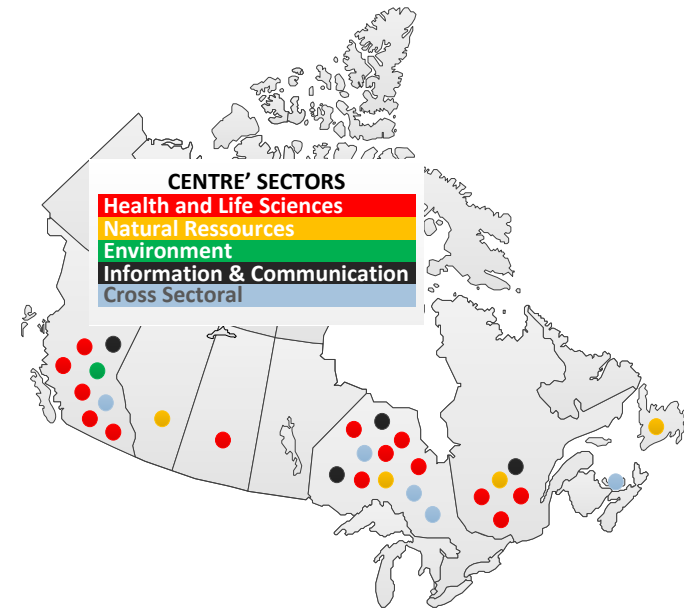 CENTRE' SECTORS
Health and Life Sciences
Natural Ressources
Environment
Information & Communication
Cross Sectoral